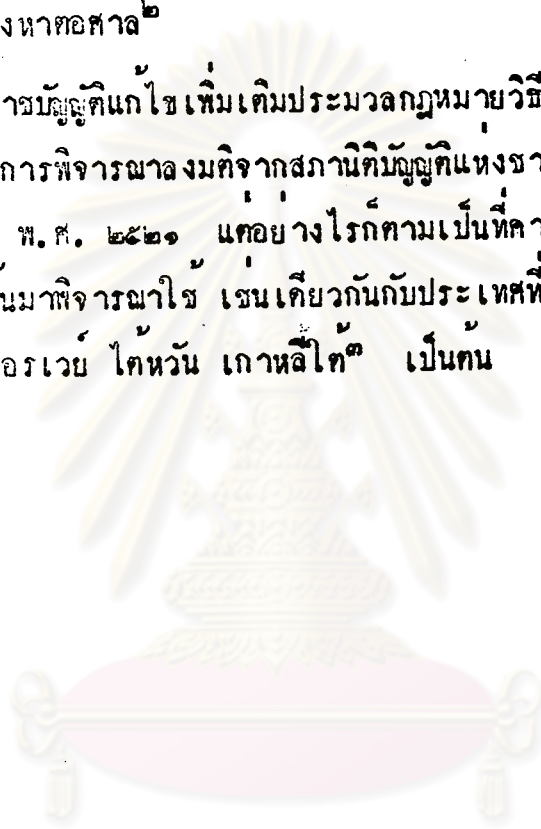 งหาต่อศาล๒
าชบัญญัติแก้ไขเพิ่มเติมประมวลกฎหมายวิธี
การพิจารณาลงมติจากสภานิติบัญญัติแห่งชา
พ.ศ. ๒๕๒๑ แต่อย่างไรก็ตามเป็นที่คา
นมาพิจารณาใช้ เช่นเดียวกันกับประเทศที่
อรเวย์ ไต้หวัน เกาหลีใต้๓ เป็นต้น